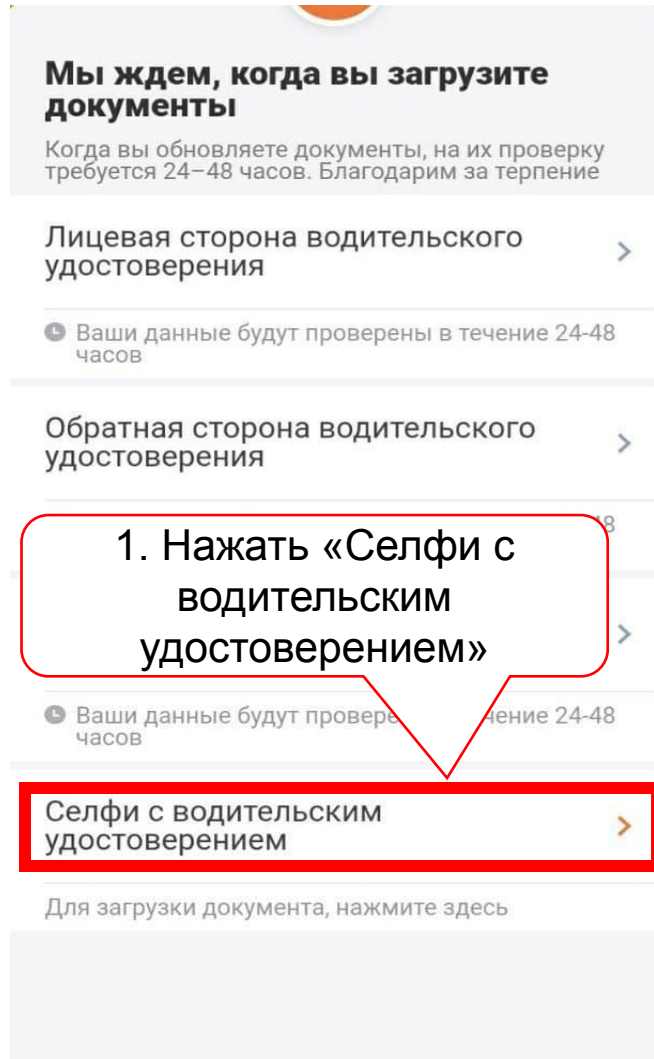 Мы ждем, когда вы загрузите
документы
Когда вы обновляете документы, на их проверку
требуется 24–48 часов. Благодарим за терпение
Лицевая сторона водительского
удостоверения
Ваши данные будут проверены в течение 24-48
часов
Обратная сторона водительского
удостоверения
1. Нажать «Селфи с
водительским
удостоверением»
Ваши данные будут 24-48
часов
Селфи с водительским
удостоверением
Для загрузки документа, нажмите здесь